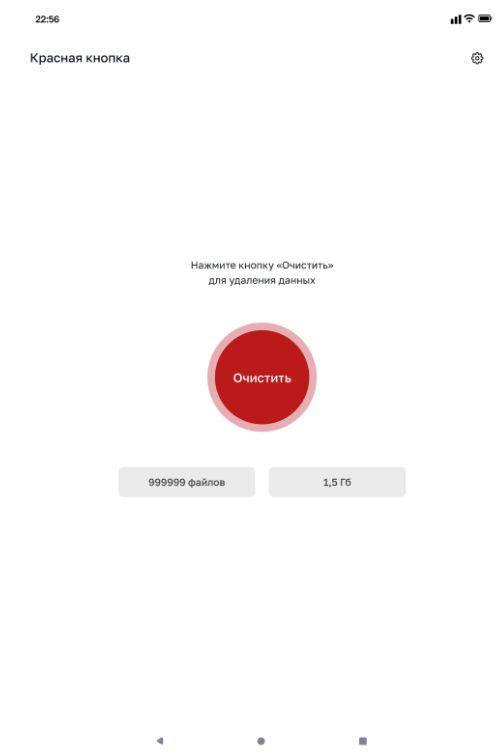 22:56
Красная кнопка
Нажмите кнопку «Очистить»
для удаления данных
Очистить
999999 файлов
1,5 Гб